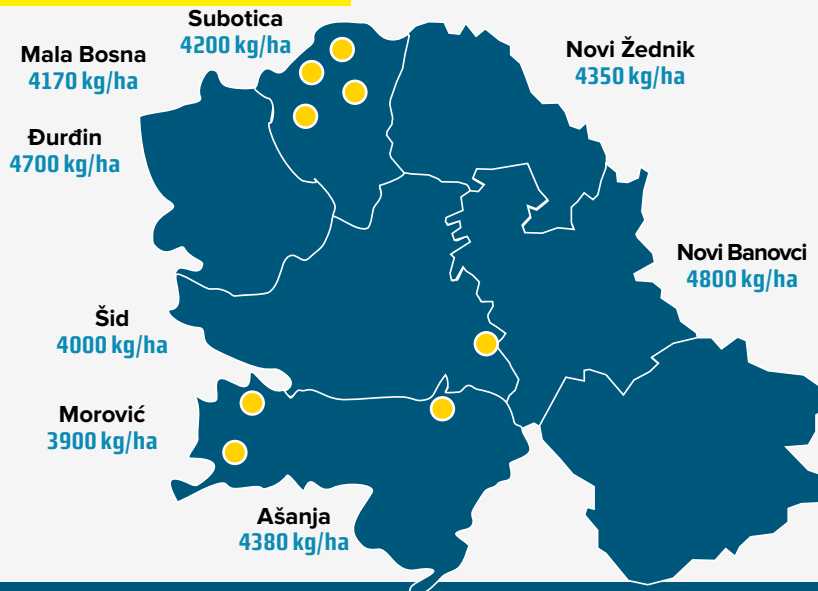 Subotica
4200 kg/ha
Mala Bosna
4170 kg/ha
Novi Žednik
4350 kg/ha
Đurđin
4700 kg/ha
Novi Banovci
4800 kg/ha
Šid
4000 kg/ha
Morović
3900 kg/ha
Ašanja
4380 kg/ha